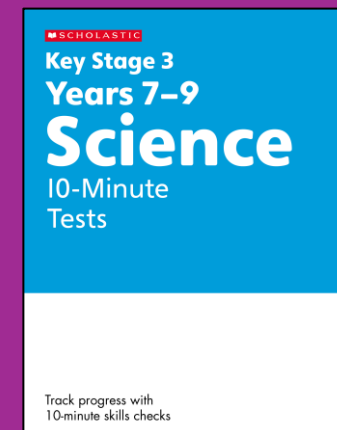 SCHOLASTIC
Key Stage 3
Years 7–9
Science
10-Minute
Tests
Track progress with
10-minute skills checks